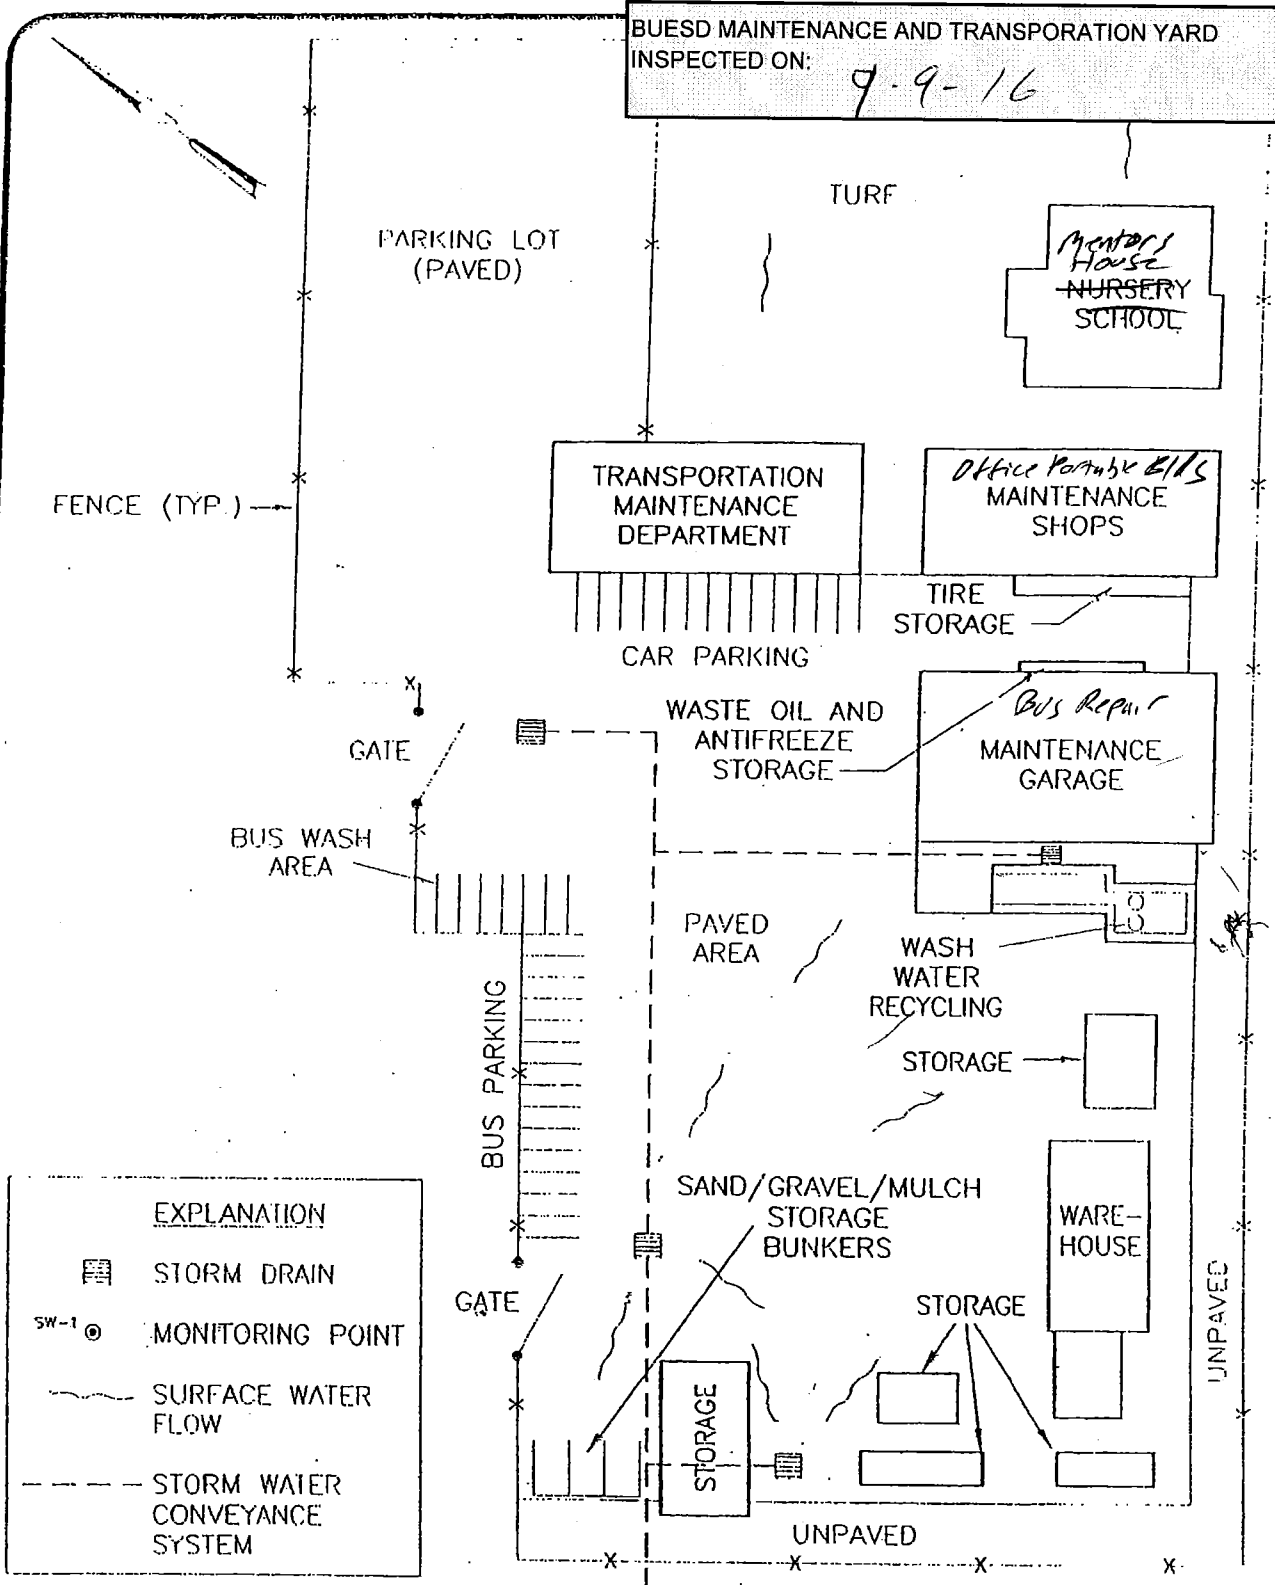 BUESD MAINTENANCE AND TRANSPORATION YARD
INSPECTED ON:
9-9-16
TURF
PARKING LOT
(PAVED)
Mentors
House
NURSERY
SCHOOL
FENCE (TYP.)
TRANSPORTATION
MAINTENANCE
DEPARTMENT
Office Portable Bldg
MAINTENANCE
SHOPS
TIRE
STORAGE
CAR PARKING
WASTE OIL AND
ANTIFREEZE
STORAGE
Bus Repair
MAINTENANCE
GARAGE
GATE
BUS WASH
AREA
PAVED
AREA
WASH
WATER
RECYCLING
BUS PARKING
STORAGE
SAND/GRAVEL/MULCH
STORAGE
BUNKERS
WARE-
HOUSE
UNPAVED
GATE
STORAGE
STORAGE
UNPAVED
EXPLANATION
STORM DRAIN
SW-1
MONITORING POINT
SURFACE WATER
FLOW
STORM WATER
CONVEYANCE
SYSTEM